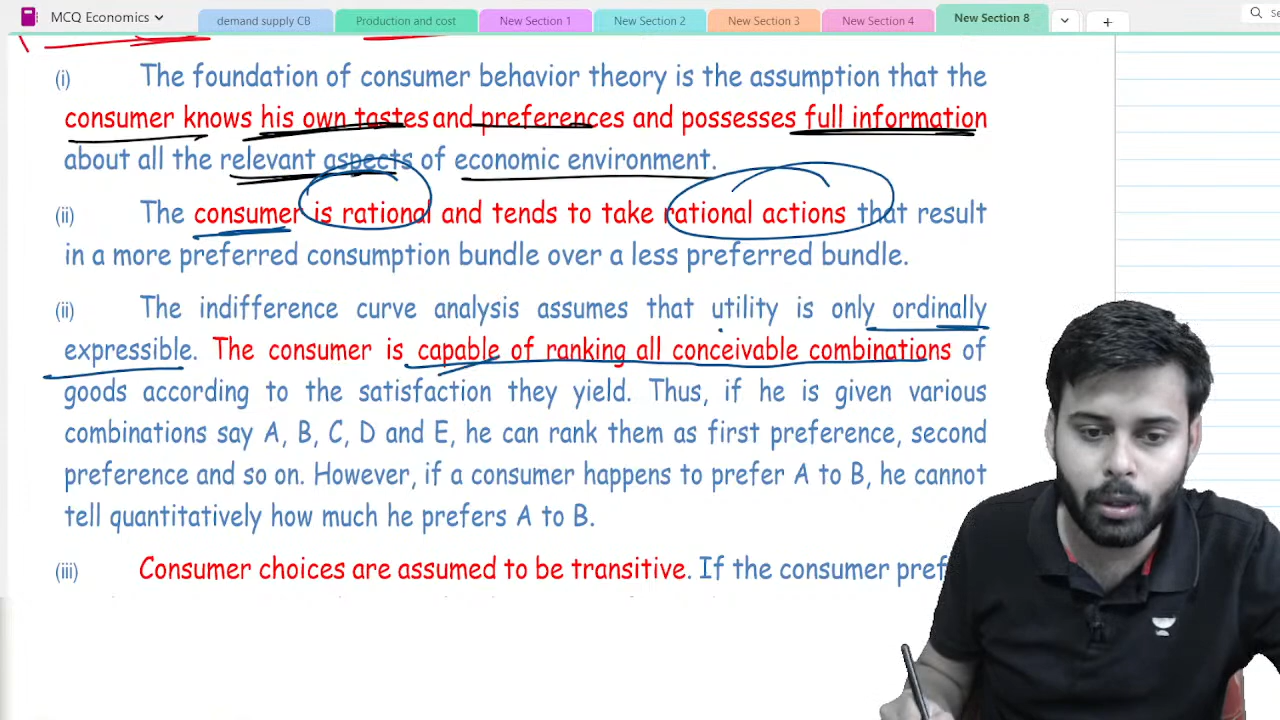 MCQ Economics
demand supply CB
Production and cost
New Section 1
New Section 2
New Section 3
New Section 4
New Section 8
(i) The foundation of consumer behavior theory is the assumption that the
consumer knows his own tastes and preferences and possesses full information
about all the relevant aspects of economic environment.
(ii) The consumer is rational and tends to take rational actions that result
in a more preferred consumption bundle over a less preferred bundle.
(ii) The indifference curve analysis assumes that utility is only ordinally
expressible. The consumer is capable of ranking all conceivable combinations of
goods according to the satisfaction they yield. Thus, if he is given various
combinations say A, B, C, D and E, he can rank them as first preference, second
preference and so on. However, if a consumer happens to prefer A to B, he cannot
tell quantitatively how much he prefers A to B.
(iii) Consumer choices are assumed to be transitive. If the consumer